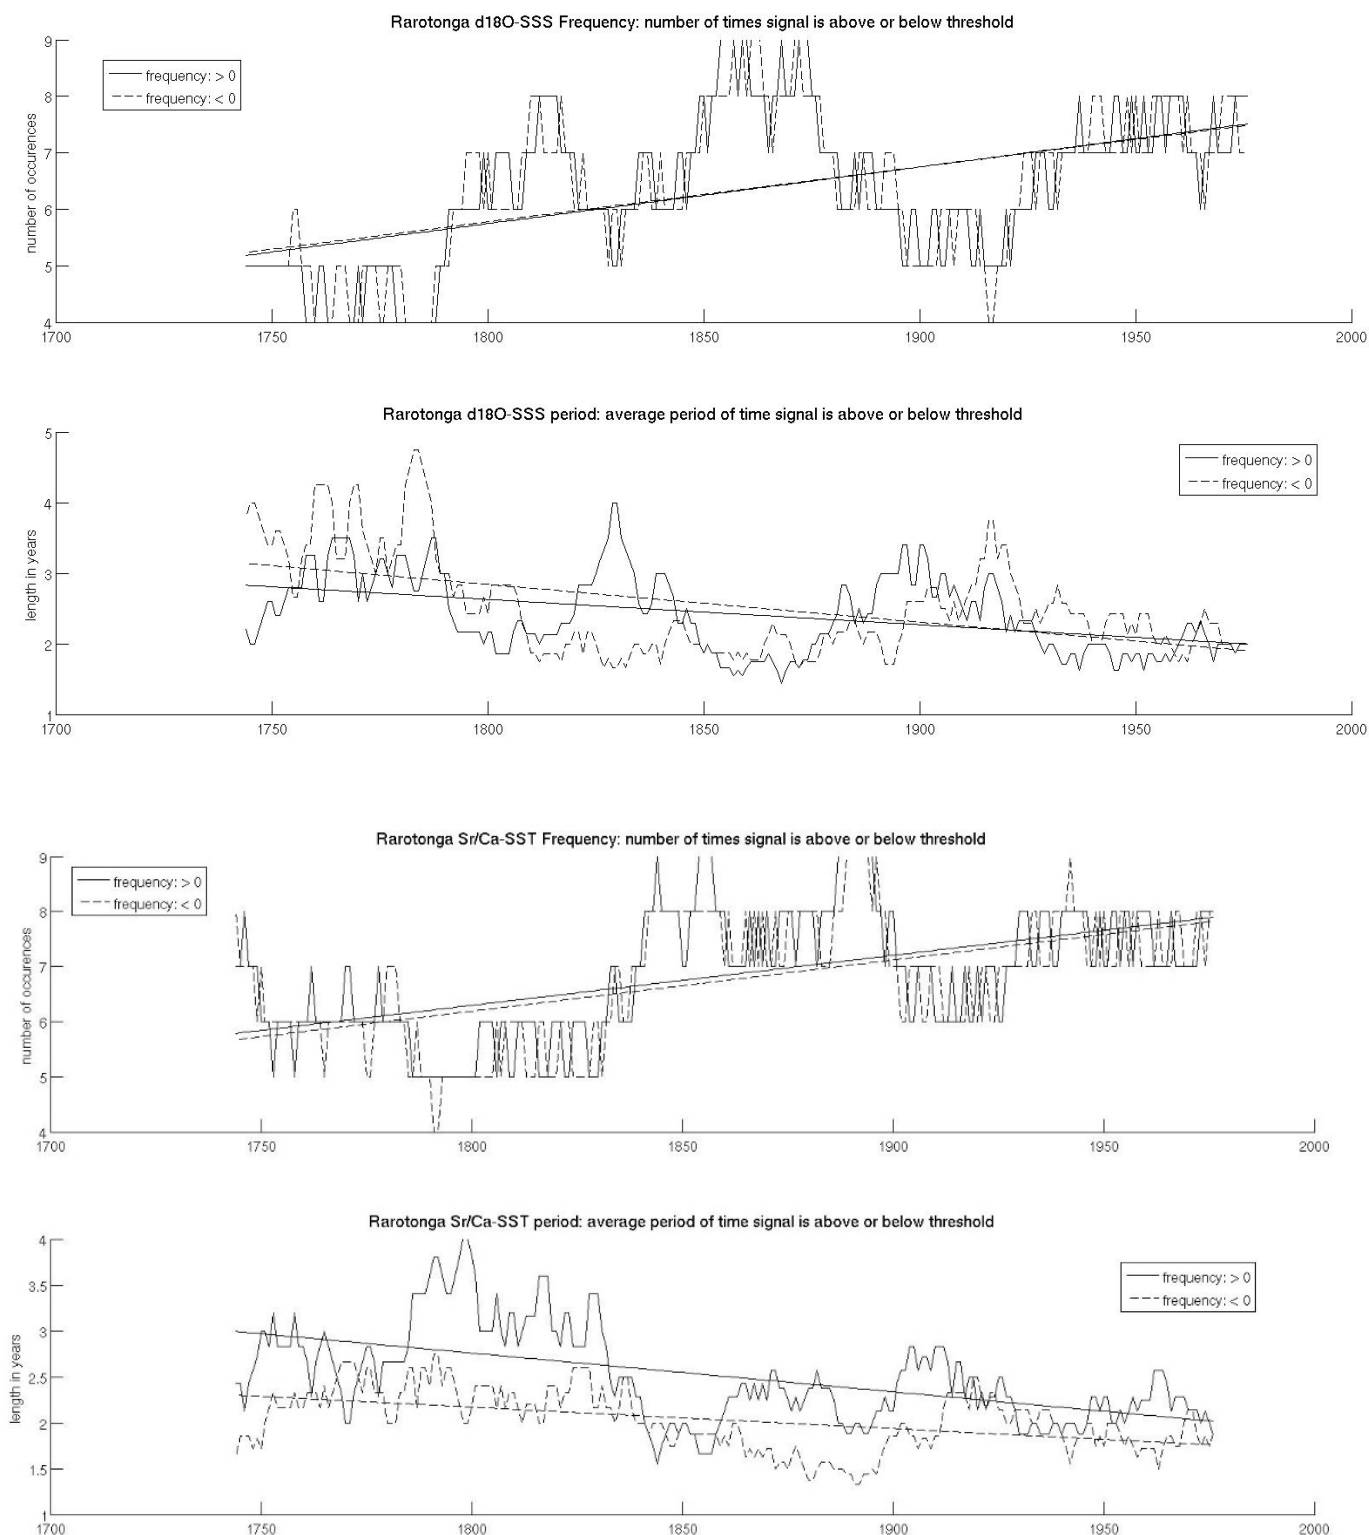 Rarotonga d18O-SSS Frequency: number of times signal is above or below threshold
9
8
7
6
5
4
number of occurences
frequency: > 0
frequency: < 0
1700 1750 1800 1850 1900 1950 2000
Rarotonga d18O-SSS period: average period of time signal is above or below threshold
5
4
3
2
1
length in years
frequency: > 0
frequency: < 0
1700 1750 1800 1850 1900 1950 2000
Rarotonga Sr/Ca-SST Frequency: number of times signal is above or below threshold
9
8
7
6
5
4
number of occurences
frequency: > 0
frequency: < 0
1700 1750 1800 1850 1900 1950 2000
Rarotonga Sr/Ca-SST period: average period of time signal is above or below threshold
4
3.5
3
2.5
2
1.5
1
length in years
frequency: > 0
frequency: < 0
1700 1750 1800 1850 1900 1950 2000